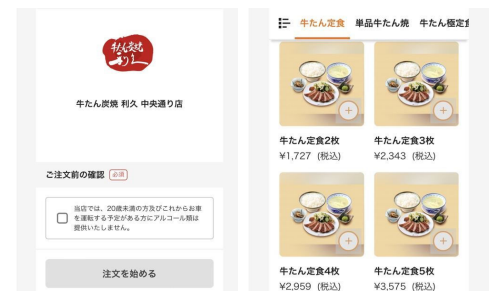 牛たん炭焼
利久
牛たん炭焼 利久 中央通り店
ご注文前の確認 必須
当店では、20歳未満の方及びこれからお車
を運転する予定がある方にアルコール類は
提供いたしません。
注文を始める
牛たん定食 単品牛たん焼 牛たん極定食
牛たん定食2枚 牛たん定食3枚
¥1,727 (税込) ¥2,343 (税込)
牛たん定食4枚 牛たん定食5枚
¥2,959 (税込) ¥3,575 (税込)